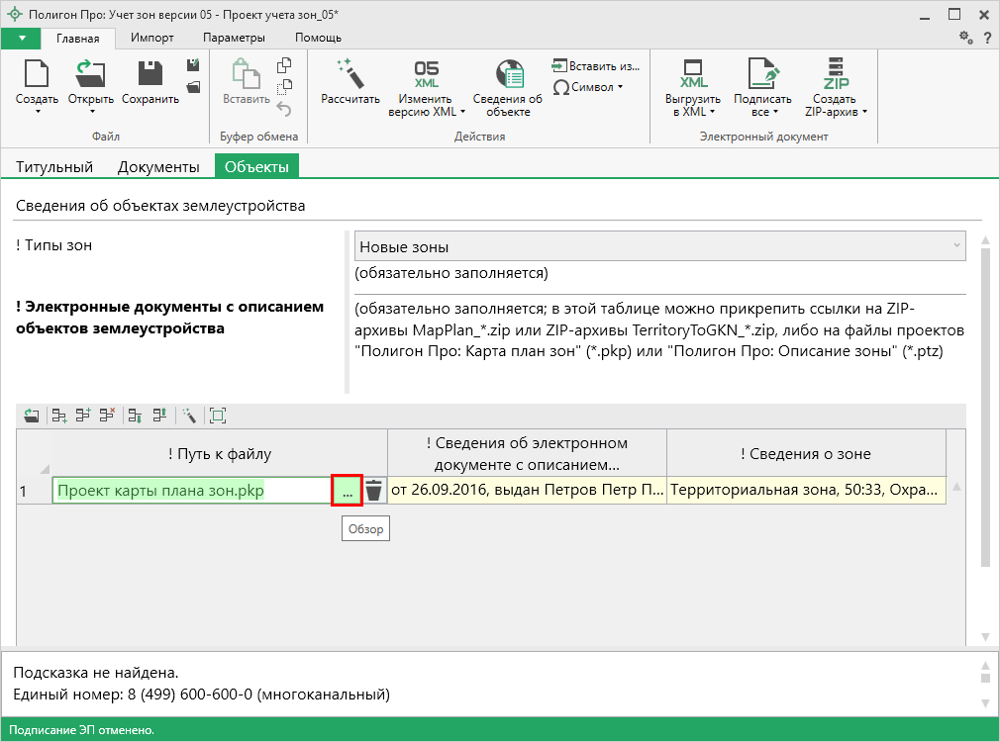 Полигон Про: Учет зон версии 05 - Проект учета зон_05*
Главная Импорт Параметры Помощь
?
05
XML
XML
ZIP
Вставить из...
Символ
Создать Открыть Сохранить
Вставить
Рассчитать
Изменить
версию XML
Сведения об
объекте
Выгрузить
в XML
Подписать
все
Создать
ZIP-архив
Файл
Буфер обмена
Действия
Электронный документ
Титульный Документы Объекты
Сведения об объектах землеустройства
! Типы зон
Новые зоны
(обязательно заполняется)
! Электронные документы с описанием
объектов землеустройства
(обязательно заполняется; в этой таблице можно прикрепить ссылки на ZIP-
архивы MapPlan_*.zip или ZIP-архивы TerritoryToGKN_*.zip, либо на файлы проектов
"Полигон Про: Карта план зон" (*.pkp) или "Полигон Про: Описание зоны" (*.ptz)
! Путь к файлу
! Сведения об электронном
документе с описанием...
! Сведения о зоне
1 Проект карты плана зон.pkp ... от 26.09.2016, выдан Петров Петр П... Территориальная зона, 50:33, Охра...
Обзор
Подсказка не найдена.
Единый номер: 8 (499) 600-600-0 (многоканальный)
Подписание ЭП отменено.